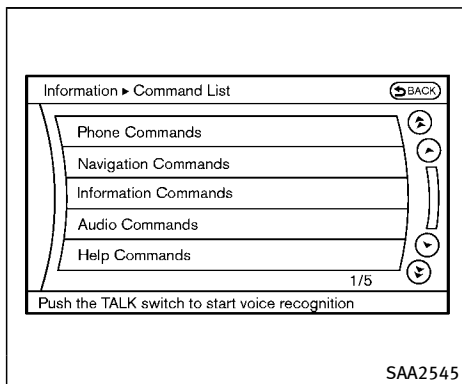 Information ▸ Command List
BACK
Phone Commands
Navigation Commands
Information Commands
Audio Commands
Help Commands
1/5
Push the TALK switch to start voice recognition
SAA2545